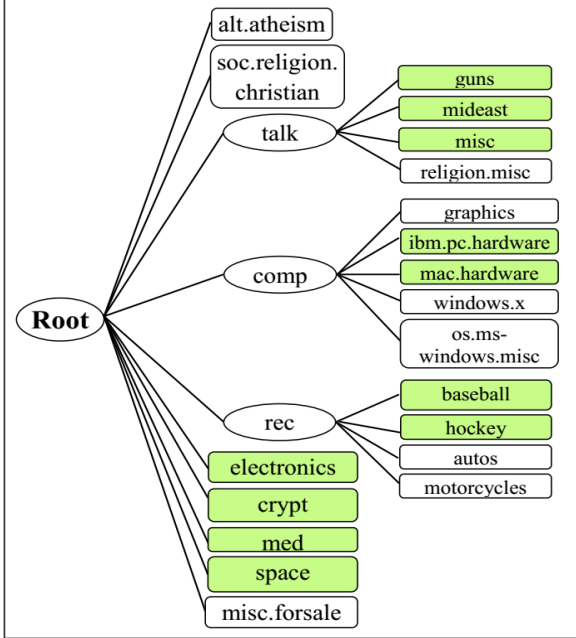 alt.atheism
soc.religion.
christian
talk
guns
mideast
misc
religion.misc
comp
graphics
ibm.pc.hardware
mac.hardware
windows.x
os.ms-
windows.misc
Root
rec
baseball
hockey
autos
motorcycles
electronics
crypt
med
space
misc.forsale